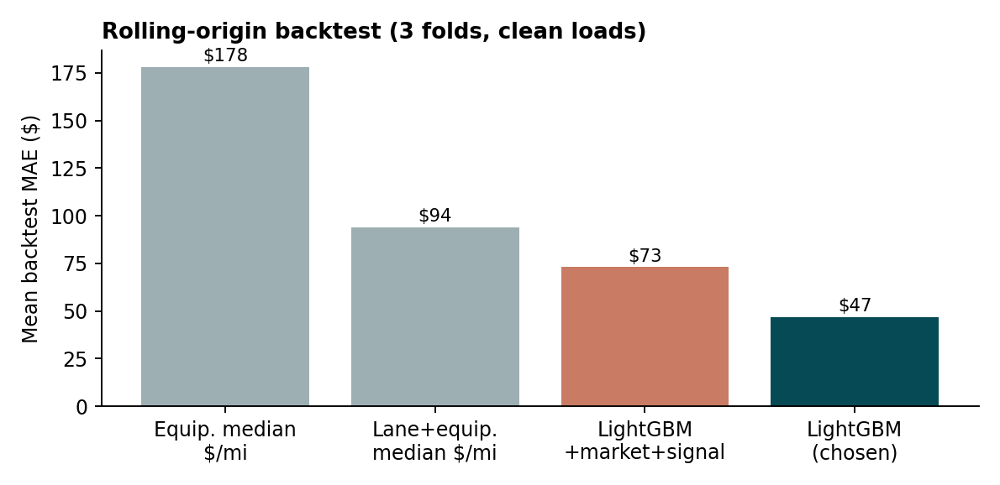 Rolling-origin backtest (3 folds, clean loads)
Mean backtest MAE ($)
175
150
125
100
75
50
25
0
$178
$94
$73
$47
Equip. median
$/mi
Lane+equip.
median $/mi
LightGBM
+market+signal
LightGBM
(chosen)